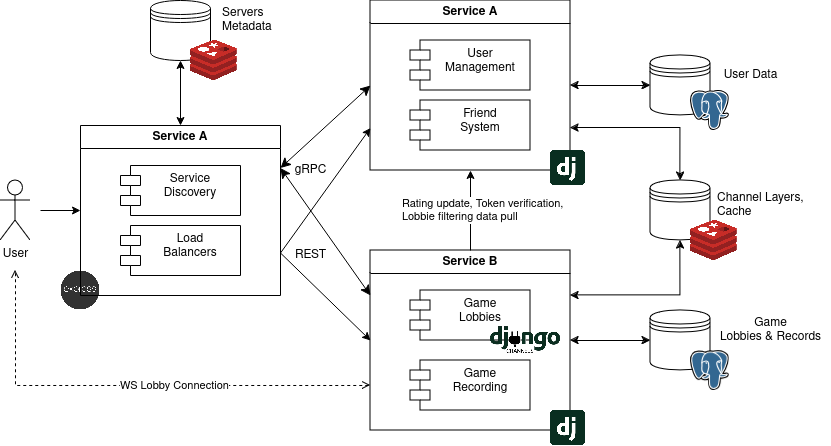 Servers
Metadata
Service A
User
Management
Friend
System
User Data
Service A
Service
Discovery
Load
Balancers
gRPC
REST
User
Rating update, Token verification,
Lobbie filtering data pull
Channel Layers,
Cache
Service B
Game
Lobbies
django
CHANNELS
Game
Recording
Game
Lobbies & Records
WS Lobby Connection
dj
dj